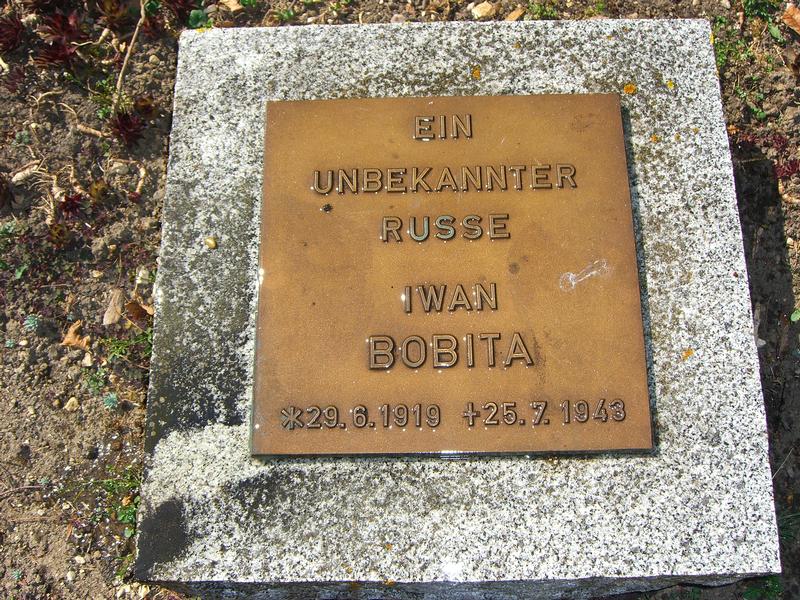 EIN
UNBEKANNTER
RUSSE
IWAN
BOBITA
*29.6.1919 +25.7.1943